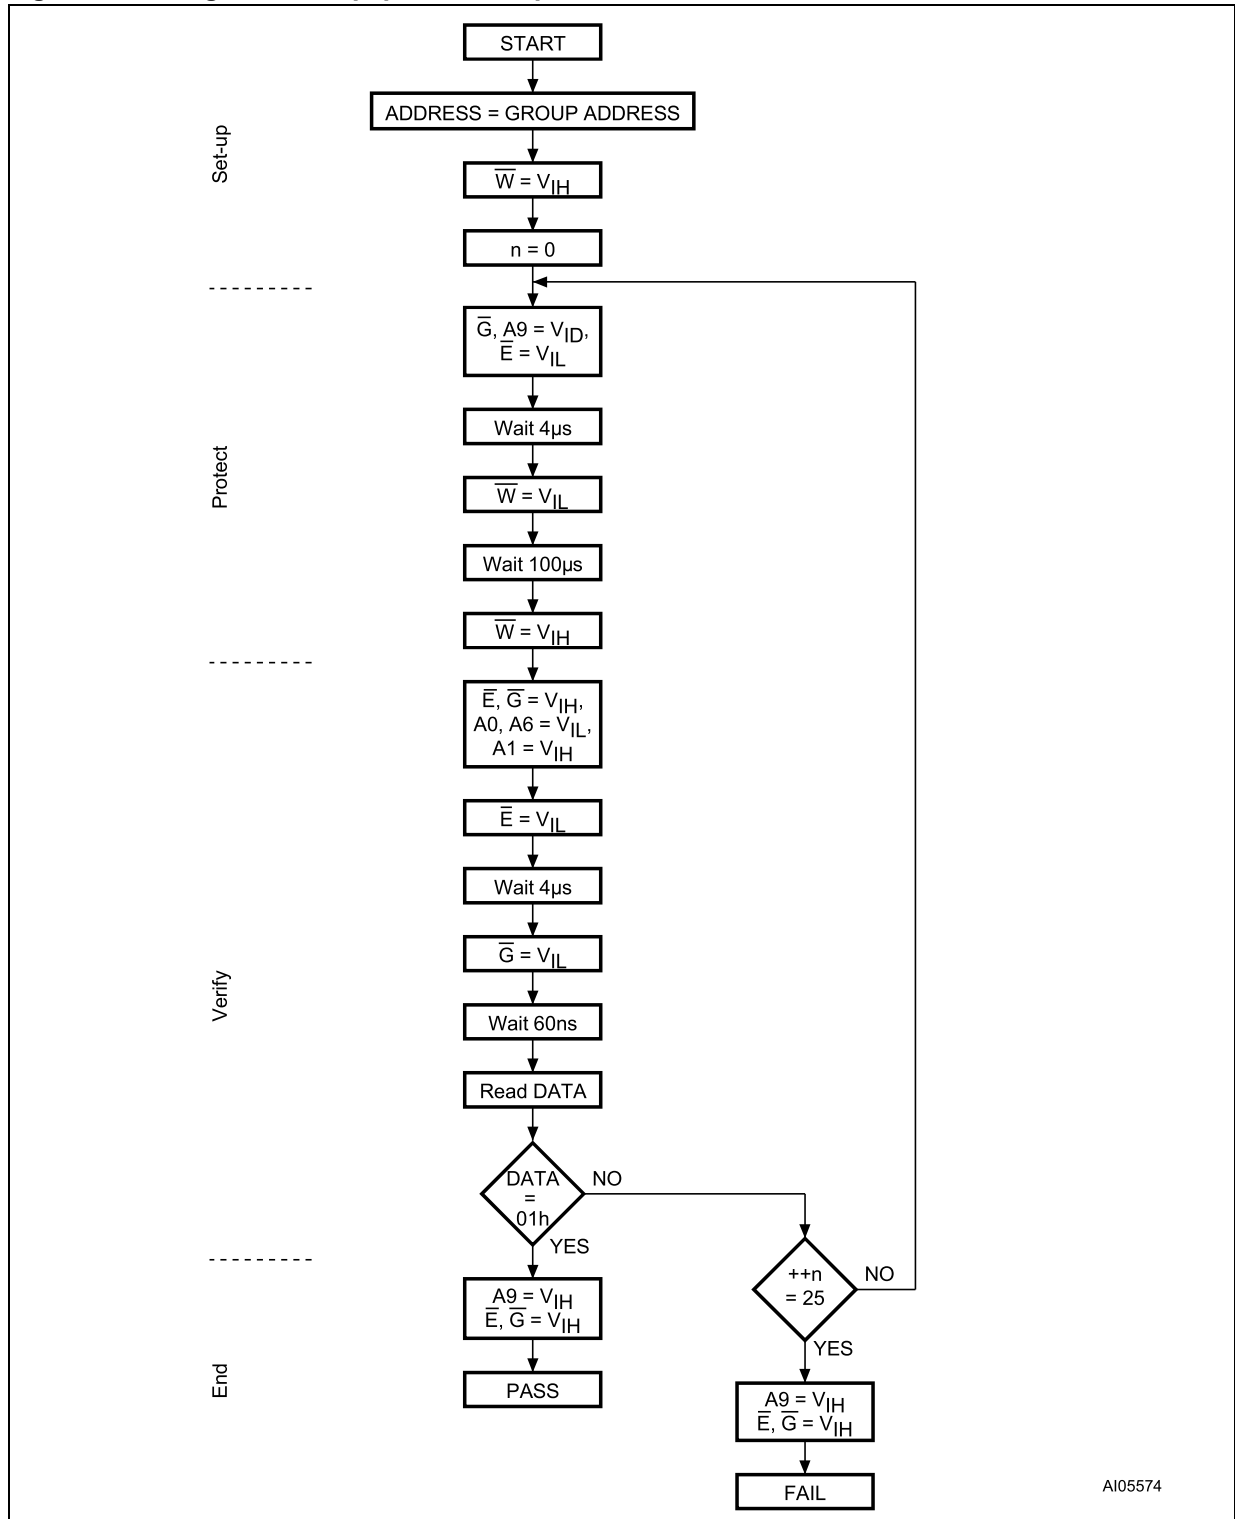 START
ADDRESS = GROUP ADDRESS
Set-up
W̅ = VIH
n = 0
G̅, A9 = VID,
E̅ = VIL
Wait 4µs
Protect
W̅ = VIL
Wait 100µs
W̅ = VIH
E̅, G̅ = VIH,
A0, A6 = VIL,
A1 = VIH
E̅ = VIL
Wait 4µs
G̅ = VIL
Verify
Wait 60ns
Read DATA
DATA
=
01h
NO
YES
++n
= 25
NO
YES
A9 = VIH
E̅, G̅ = VIH
End
PASS
A9 = VIH
E̅, G̅ = VIH
FAIL
AI05574